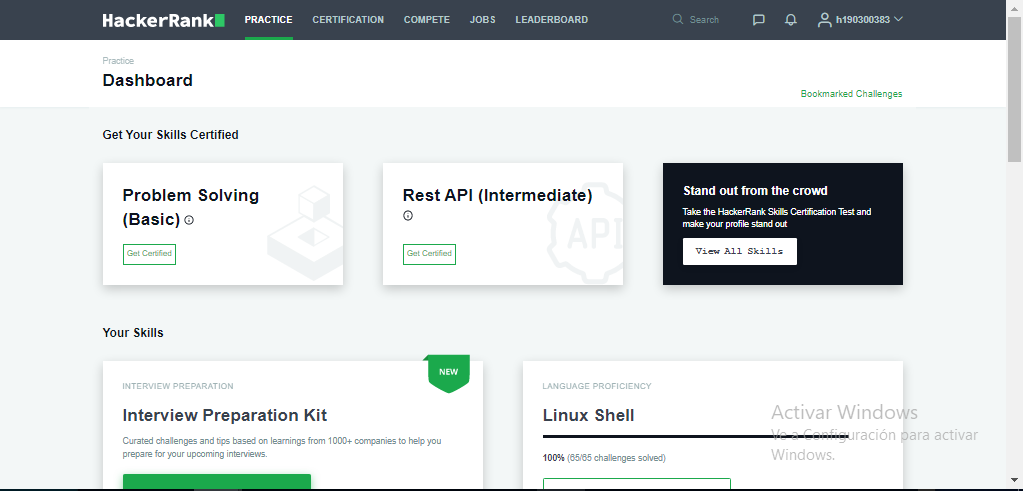 HackerRank PRACTICE CERTIFICATION COMPETE JOBS LEADERBOARD Search h190300383
Practice
Dashboard
Bookmarked Challenges
Get Your Skills Certified
Problem Solving
(Basic)
Get Certified
Rest API (Intermediate)
API
Get Certified
Stand out from the crowd
Take the HackerRank Skills Certification Test and
make your profile stand out
View All Skills
Your Skills
NEW
INTERVIEW PREPARATION
Interview Preparation Kit
Curated challenges and tips based on learnings from 1000+ companies to help you
prepare for your upcoming interviews.
LANGUAGE PROFICIENCY
Linux Shell
100% (65/65 challenges solved)
Activar Windows
Ve a Configuración para activar
Windows.